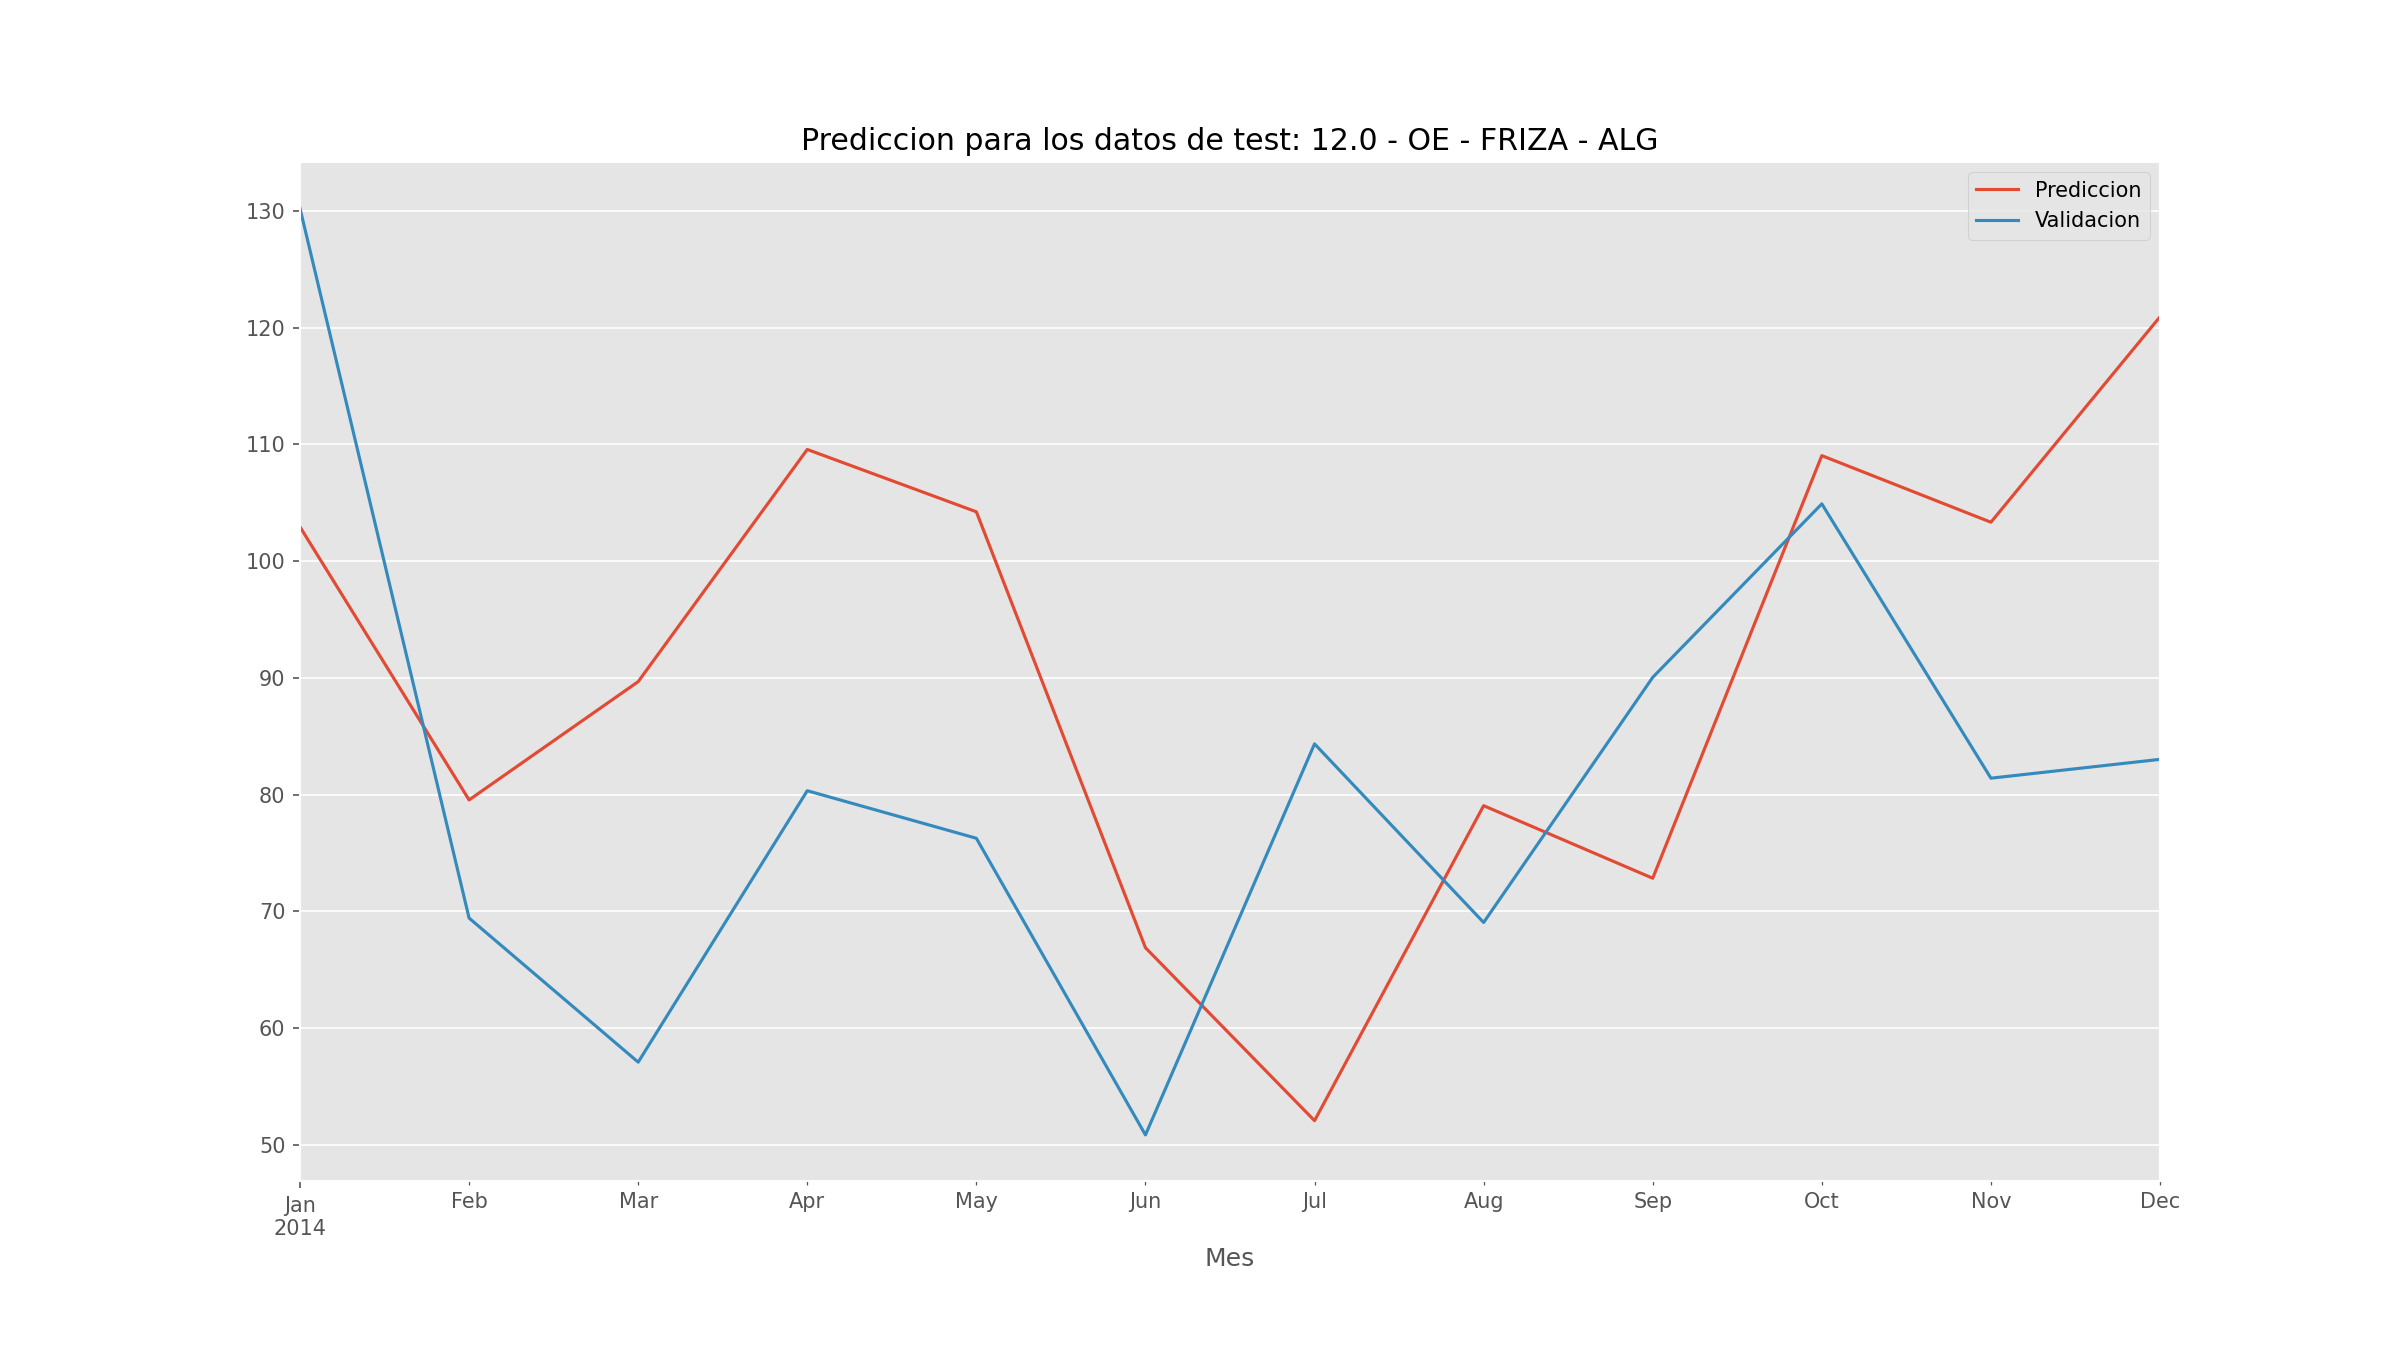 Prediccion para los datos de test: 12.0 - OE - FRIZA - ALG
Prediccion
Validacion
130
120
110
100
90
80
70
60
50
Jan Feb Mar Apr May Jun Jul Aug Sep Oct Nov Dec
2014
Mes